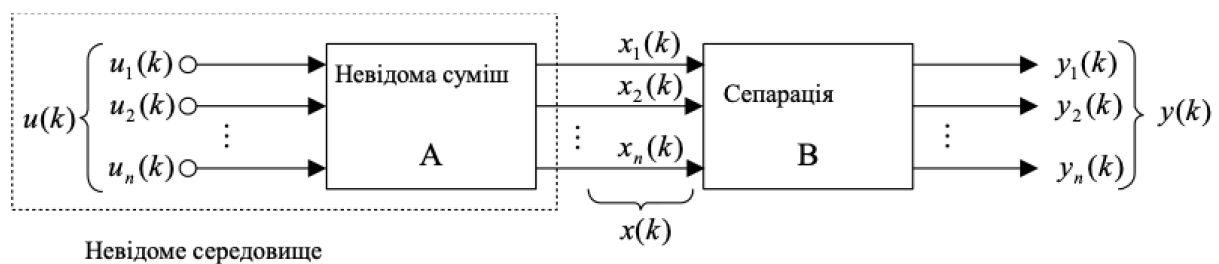 u(k)
u₁(k)
u₂(k)
⋮
uₙ(k)
Невідома суміш
A
x₁(k)
x₂(k)
⋮
xₙ(k)
x(k)
Сепарація
B
⋮
y₁(k)
y₂(k)
yₙ(k)
y(k)
Невідоме середовище